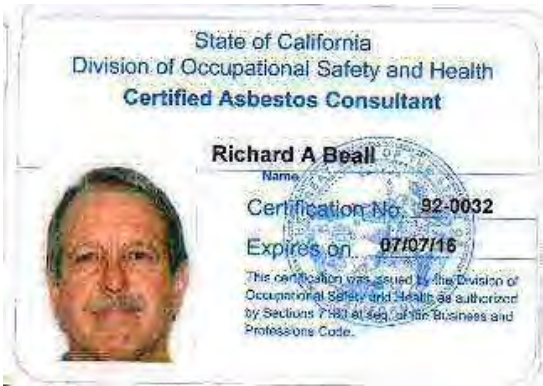 State of California
Division of Occupational Safety and Health
Certified Asbestos Consultant
Richard A Beall
Name
Certification No. 92-0032
Expires on 07/07/16
This certification was issued by the Division of
Occupational Safety and Health as authorized
by Sections 7180 et seq. of the Business and
Professions Code.